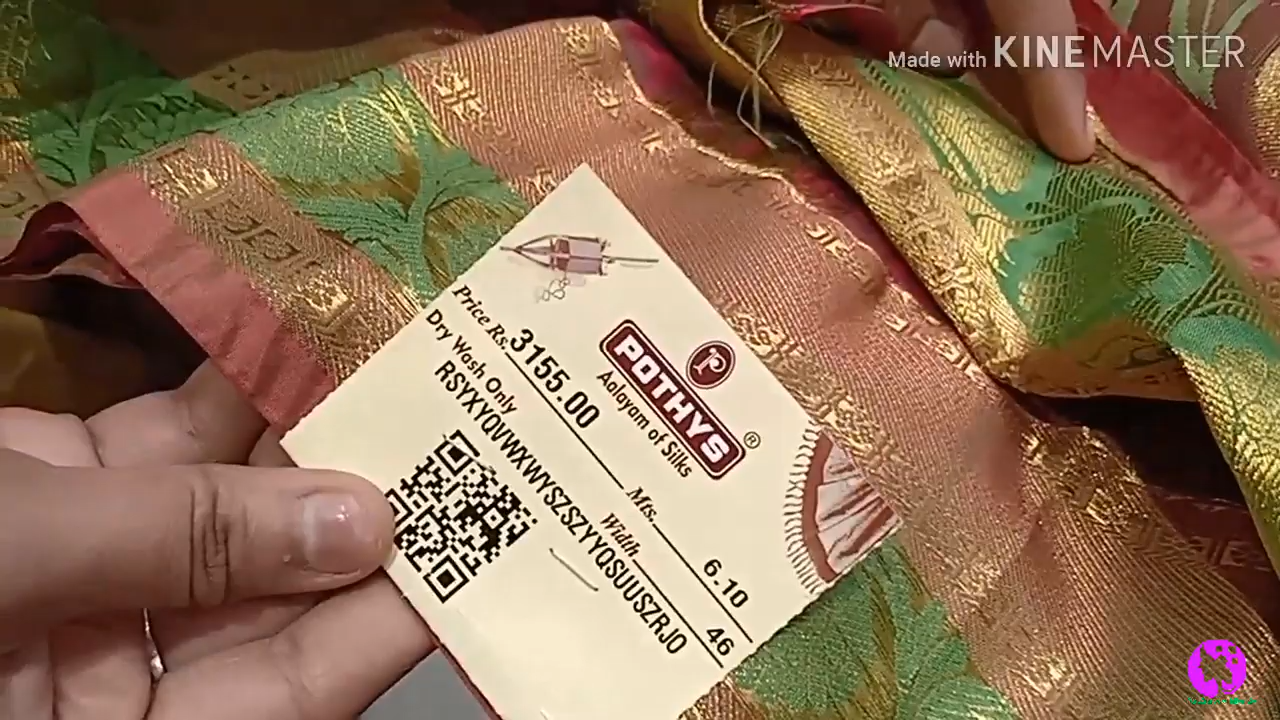 Made with KINEMASTER
P
POTHYS ®
Aalayam of Silks
Price Rs. 3155.00
Mts. 6.10
Dry Wash Only
Width 46
RSYXYQVWXWYSZSZYYQSUUSZRJO